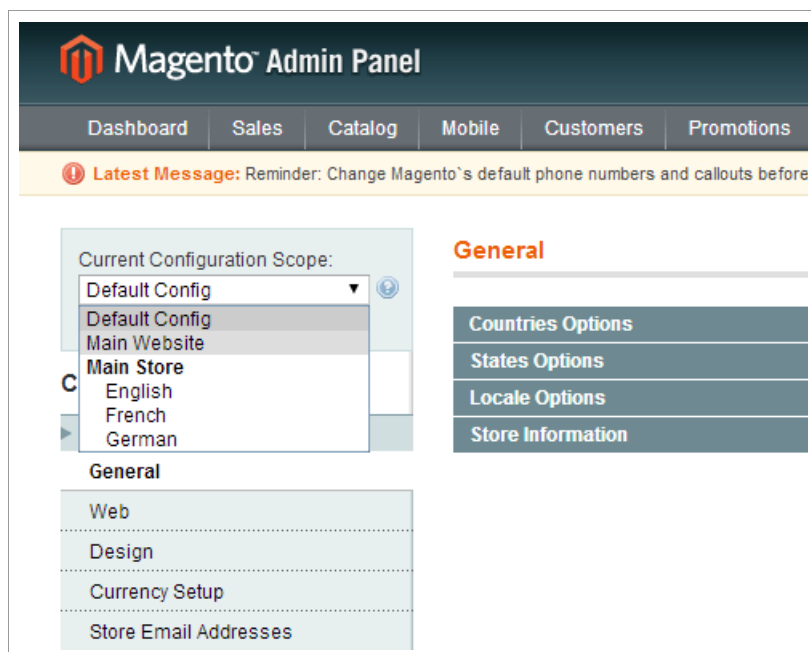 Magento™ Admin Panel
Dashboard Sales Catalog Mobile Customers Promotions
Latest Message: Reminder: Change Magento`s default phone numbers and callouts before
Current Configuration Scope:
Default Config
Default Config
Main Website
Main Store
English
French
German
C
General
Web
Design
Currency Setup
Store Email Addresses
General
Countries Options
States Options
Locale Options
Store Information